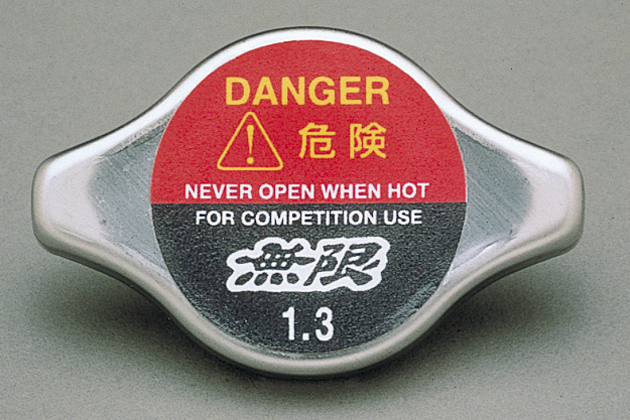 DANGER
危険
NEVER OPEN WHEN HOT
FOR COMPETITION USE
無限
1.3